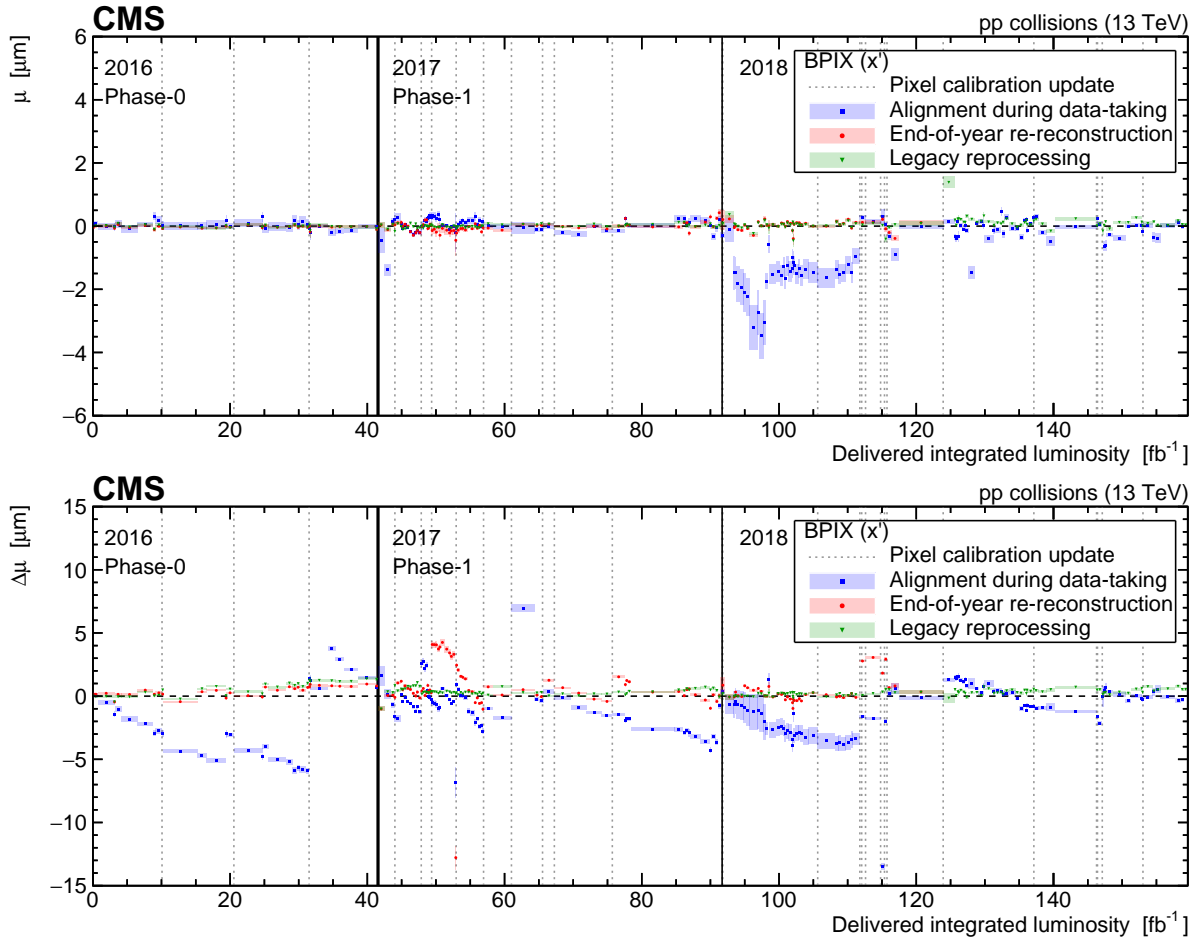 CMS
pp collisions (13 TeV)
μ [μm]
6
4
2
0
−2
−4
−6
2016
Phase-0
2017
Phase-1
2018
BPIX (x')
Pixel calibration update
Alignment during data-taking
End-of-year re-reconstruction
Legacy reprocessing
0 20 40 60 80 100 120 140
Delivered integrated luminosity [fb⁻¹]
CMS
pp collisions (13 TeV)
Δμ [μm]
15
10
5
0
−5
−10
−15
2016
Phase-0
2017
Phase-1
2018
BPIX (x')
Pixel calibration update
Alignment during data-taking
End-of-year re-reconstruction
Legacy reprocessing
0 20 40 60 80 100 120 140
Delivered integrated luminosity [fb⁻¹]